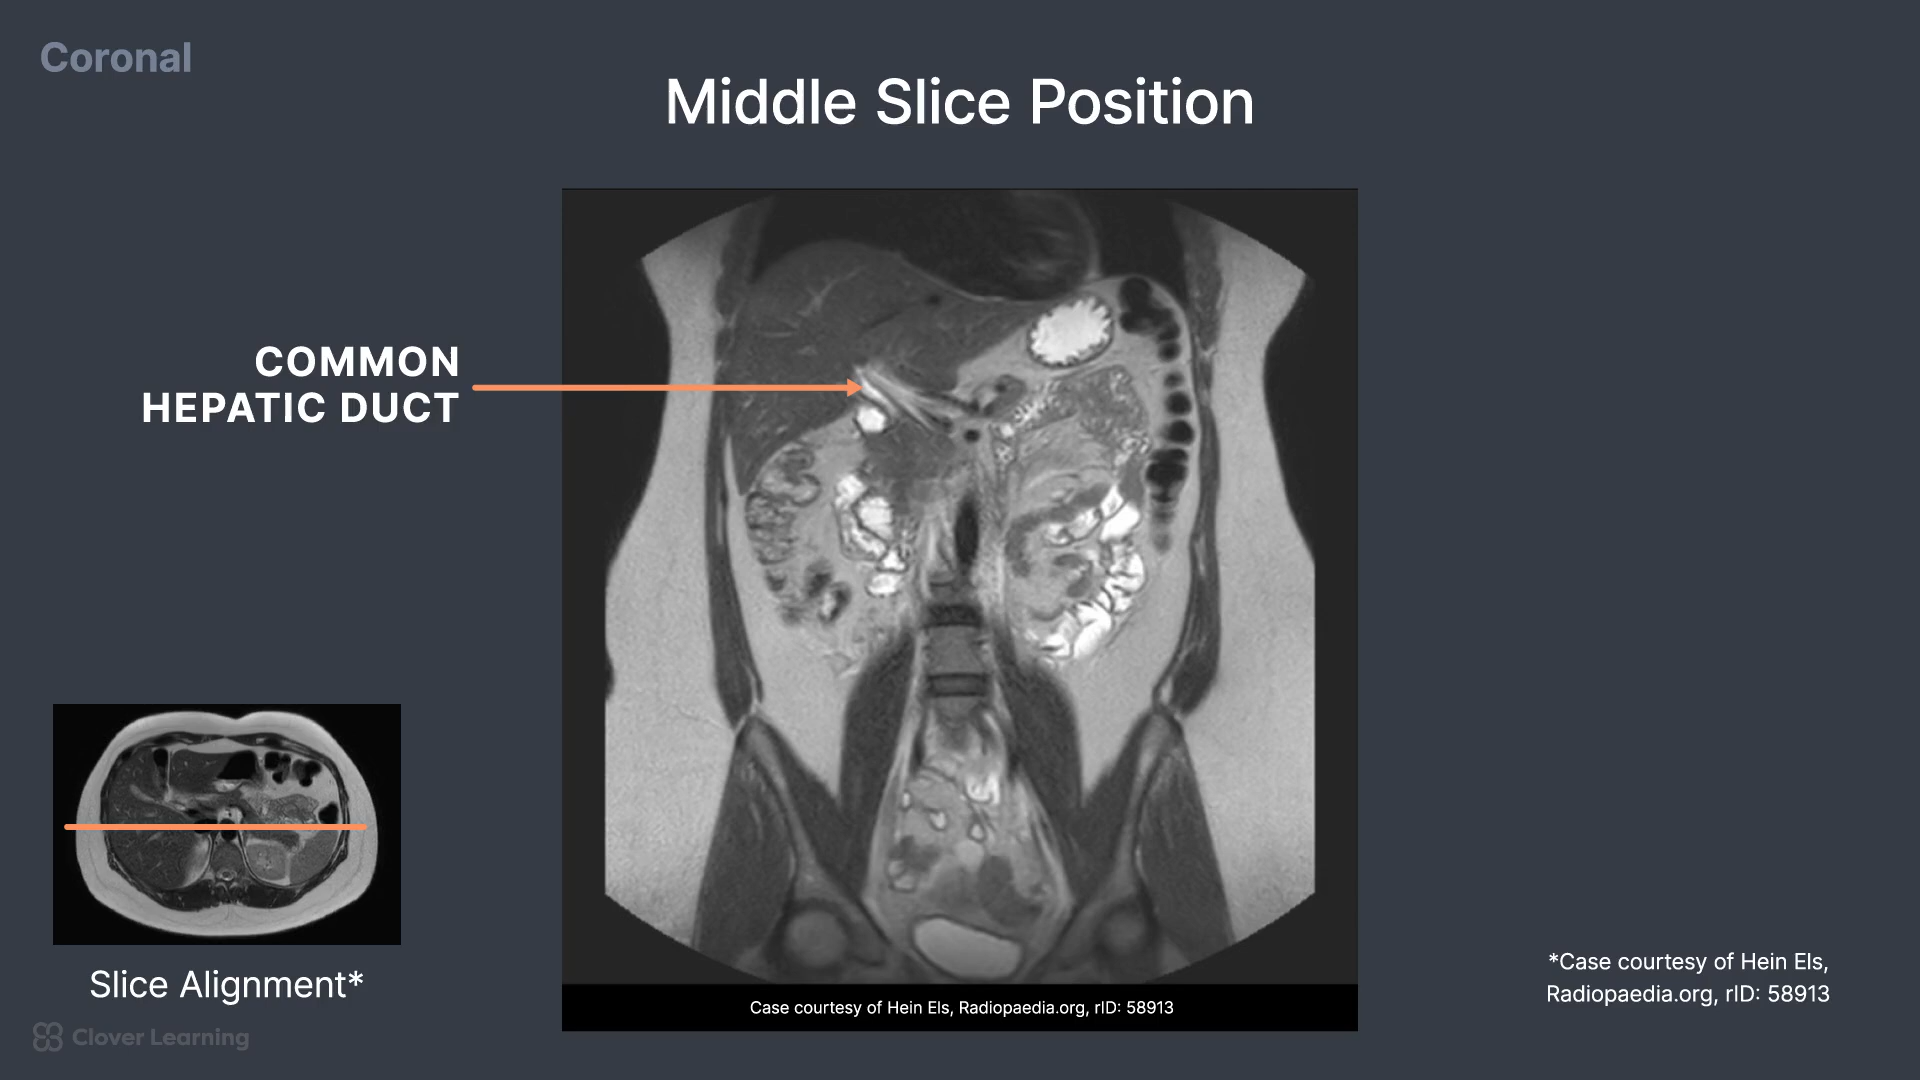 Coronal
Middle Slice Position
COMMON
HEPATIC DUCT
Slice Alignment*
*Case courtesy of Hein Els,
Radiopaedia.org, rID: 58913
Case courtesy of Hein Els, Radiopaedia.org, rID: 58913
Clover Learning